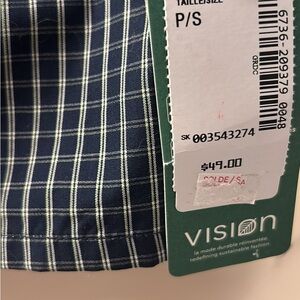 TAILLE/SIZE
P/S
6736-209379 0048
ORDC
SK 003543274
$49.00
SOLDE/SA
VISION
la mode durable réinventée
redefining sustainable fashion